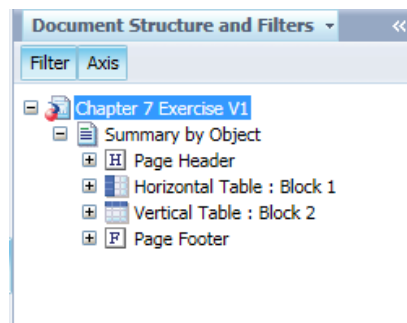 Document Structure and Filters
Filter Axis
Chapter 7 Exercise V1
Summary by Object
H Page Header
Horizontal Table : Block 1
Vertical Table : Block 2
F Page Footer